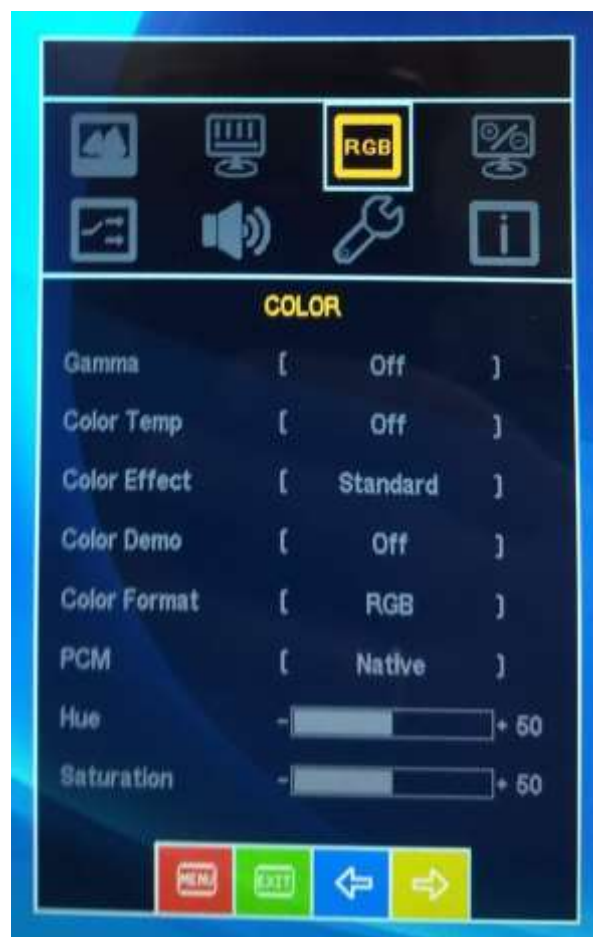 RGB
COLOR
Gamma [ Off ]
Color Temp [ Off ]
Color Effect [ Standard ]
Color Demo [ Off ]
Color Format [ RGB ]
PCM [ Native ]
Hue - + 50
Saturation - + 50
MENU EXIT